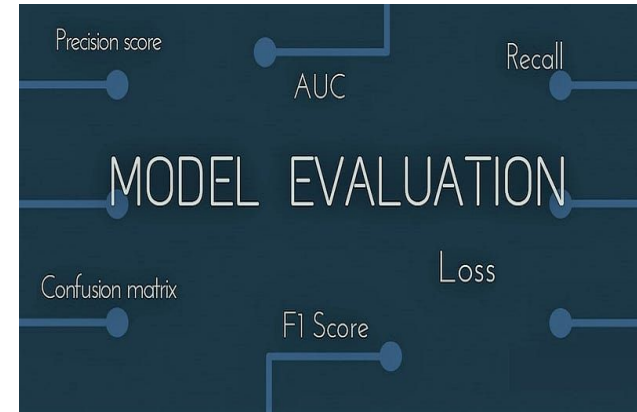 Precision score
Recall
AUC
MODEL EVALUATION
Loss
Confusion matrix
F1 Score